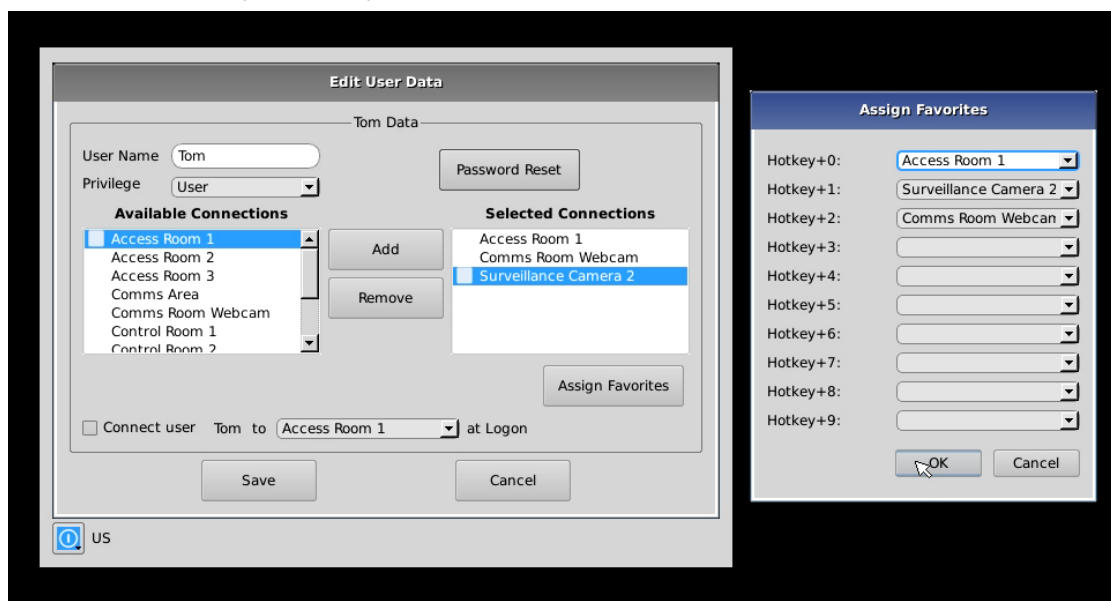 Edit User Data
Tom Data
User Name Tom
Password Reset
Privilege User
Available Connections
Access Room 1
Access Room 2
Access Room 3
Comms Area
Comms Room Webcam
Control Room 1
Control Room 2
Add
Remove
Selected Connections
Access Room 1
Comms Room Webcam
Surveillance Camera 2
Assign Favorites
Connect user Tom to Access Room 1 at Logon
Save Cancel
US
Assign Favorites
Hotkey+0: Access Room 1
Hotkey+1: Surveillance Camera 2
Hotkey+2: Comms Room Webcan
Hotkey+3:
Hotkey+4:
Hotkey+5:
Hotkey+6:
Hotkey+7:
Hotkey+8:
Hotkey+9:
OK Cancel